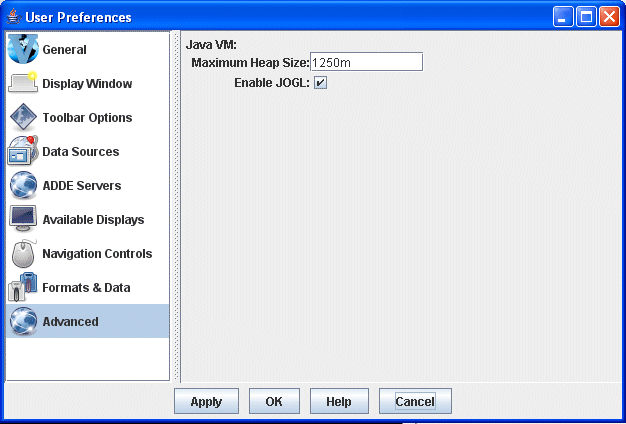 User Preferences
General
Display Window
Toolbar Options
Data Sources
ADDE Servers
Available Displays
Navigation Controls
Formats & Data
Advanced
Java VM:
Maximum Heap Size: 1250m
Enable JOGL:
Apply OK Help Cancel